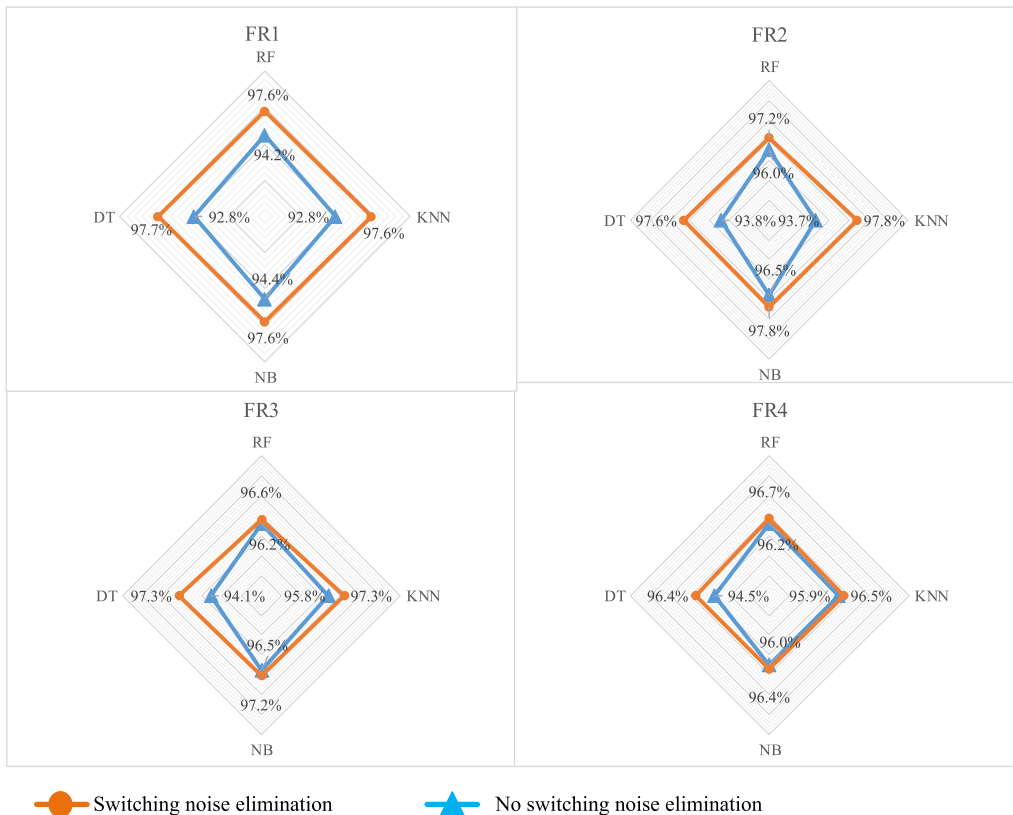 FR1
RF
97.6%
94.2%
DT
92.8%
92.8%
KNN
97.7%
97.6%
94.4%
97.6%
NB
FR2
RF
97.2%
96.0%
DT
97.6%
93.8%
93.7%
97.8%
KNN
96.5%
97.8%
NB
FR3
RF
96.6%
96.2%
DT
97.3%
94.1%
95.8%
97.3%
KNN
96.5%
97.2%
NB
FR4
RF
96.7%
96.2%
DT
96.4%
94.5%
95.9%
96.5%
KNN
96.0%
96.4%
NB
Switching noise elimination
No switching noise elimination